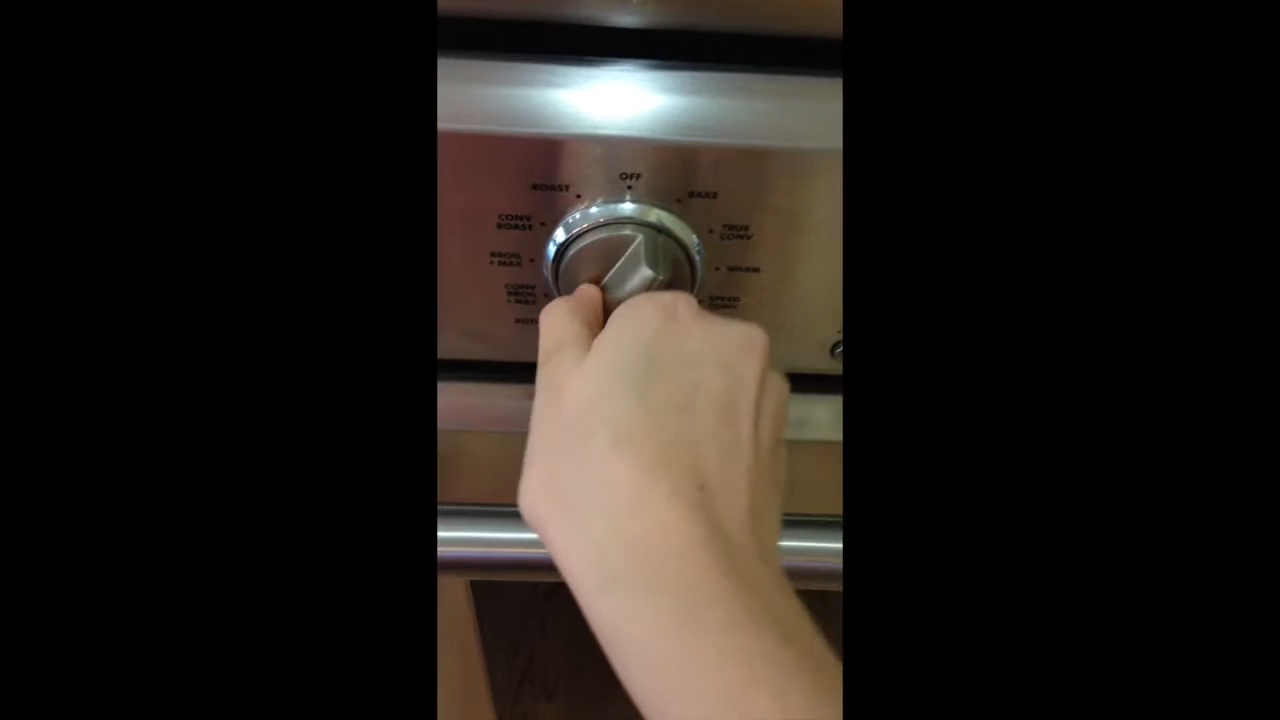 OFF
ROAST
BAKE
CONV
ROAST
TRUE
CONV
BROIL
+ MAX
WARM
CONV
BROIL
+ MAX
SPEED
CONV